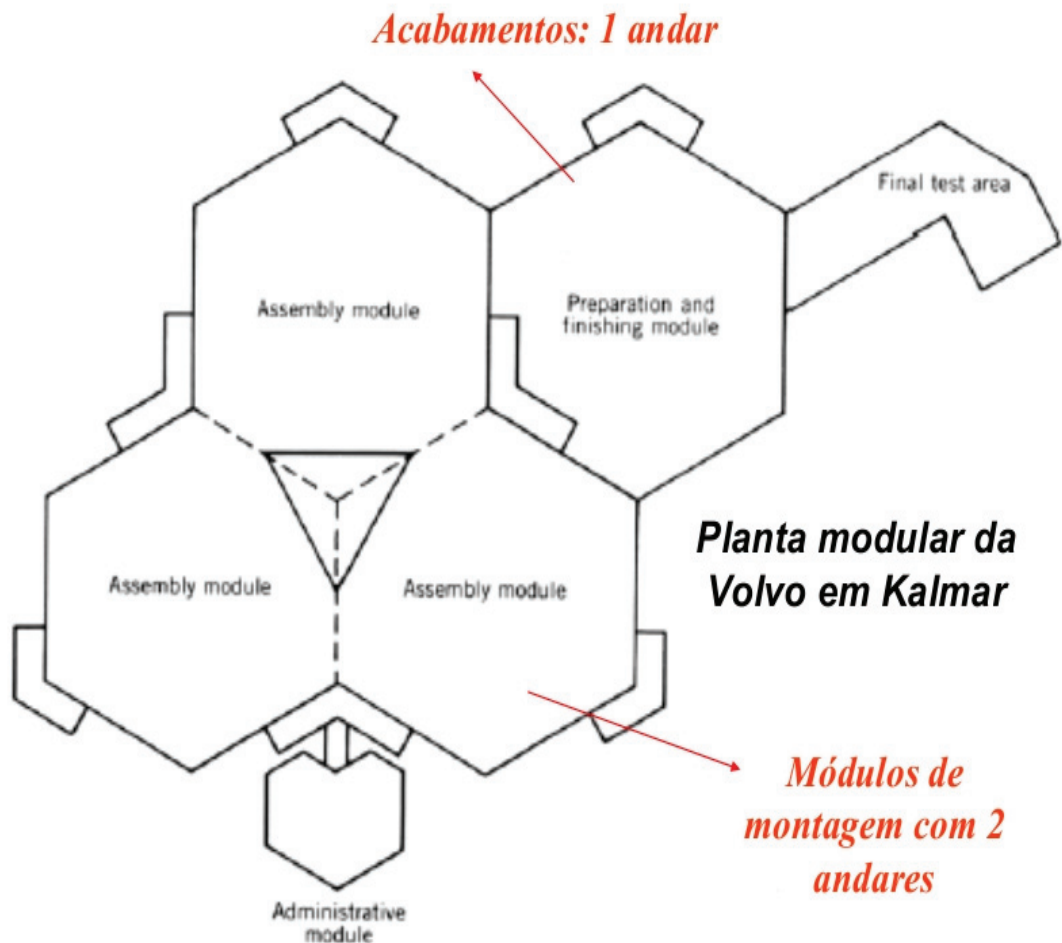 Acabamentos: 1 andar
Final test area
Assembly module
Preparation and
finishing module
Planta modular da
Volvo em Kalmar
Assembly module
Assembly module
Módulos de
montagem com 2
andares
Administrative
module